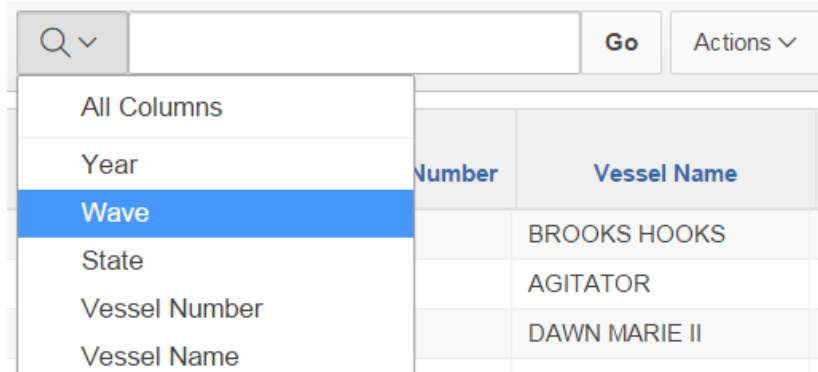 Go Actions
All Columns
Year
Number Vessel Name
Wave
BROOKS HOOKS
State
AGITATOR
Vessel Number
DAWN MARIE II
Vessel Name